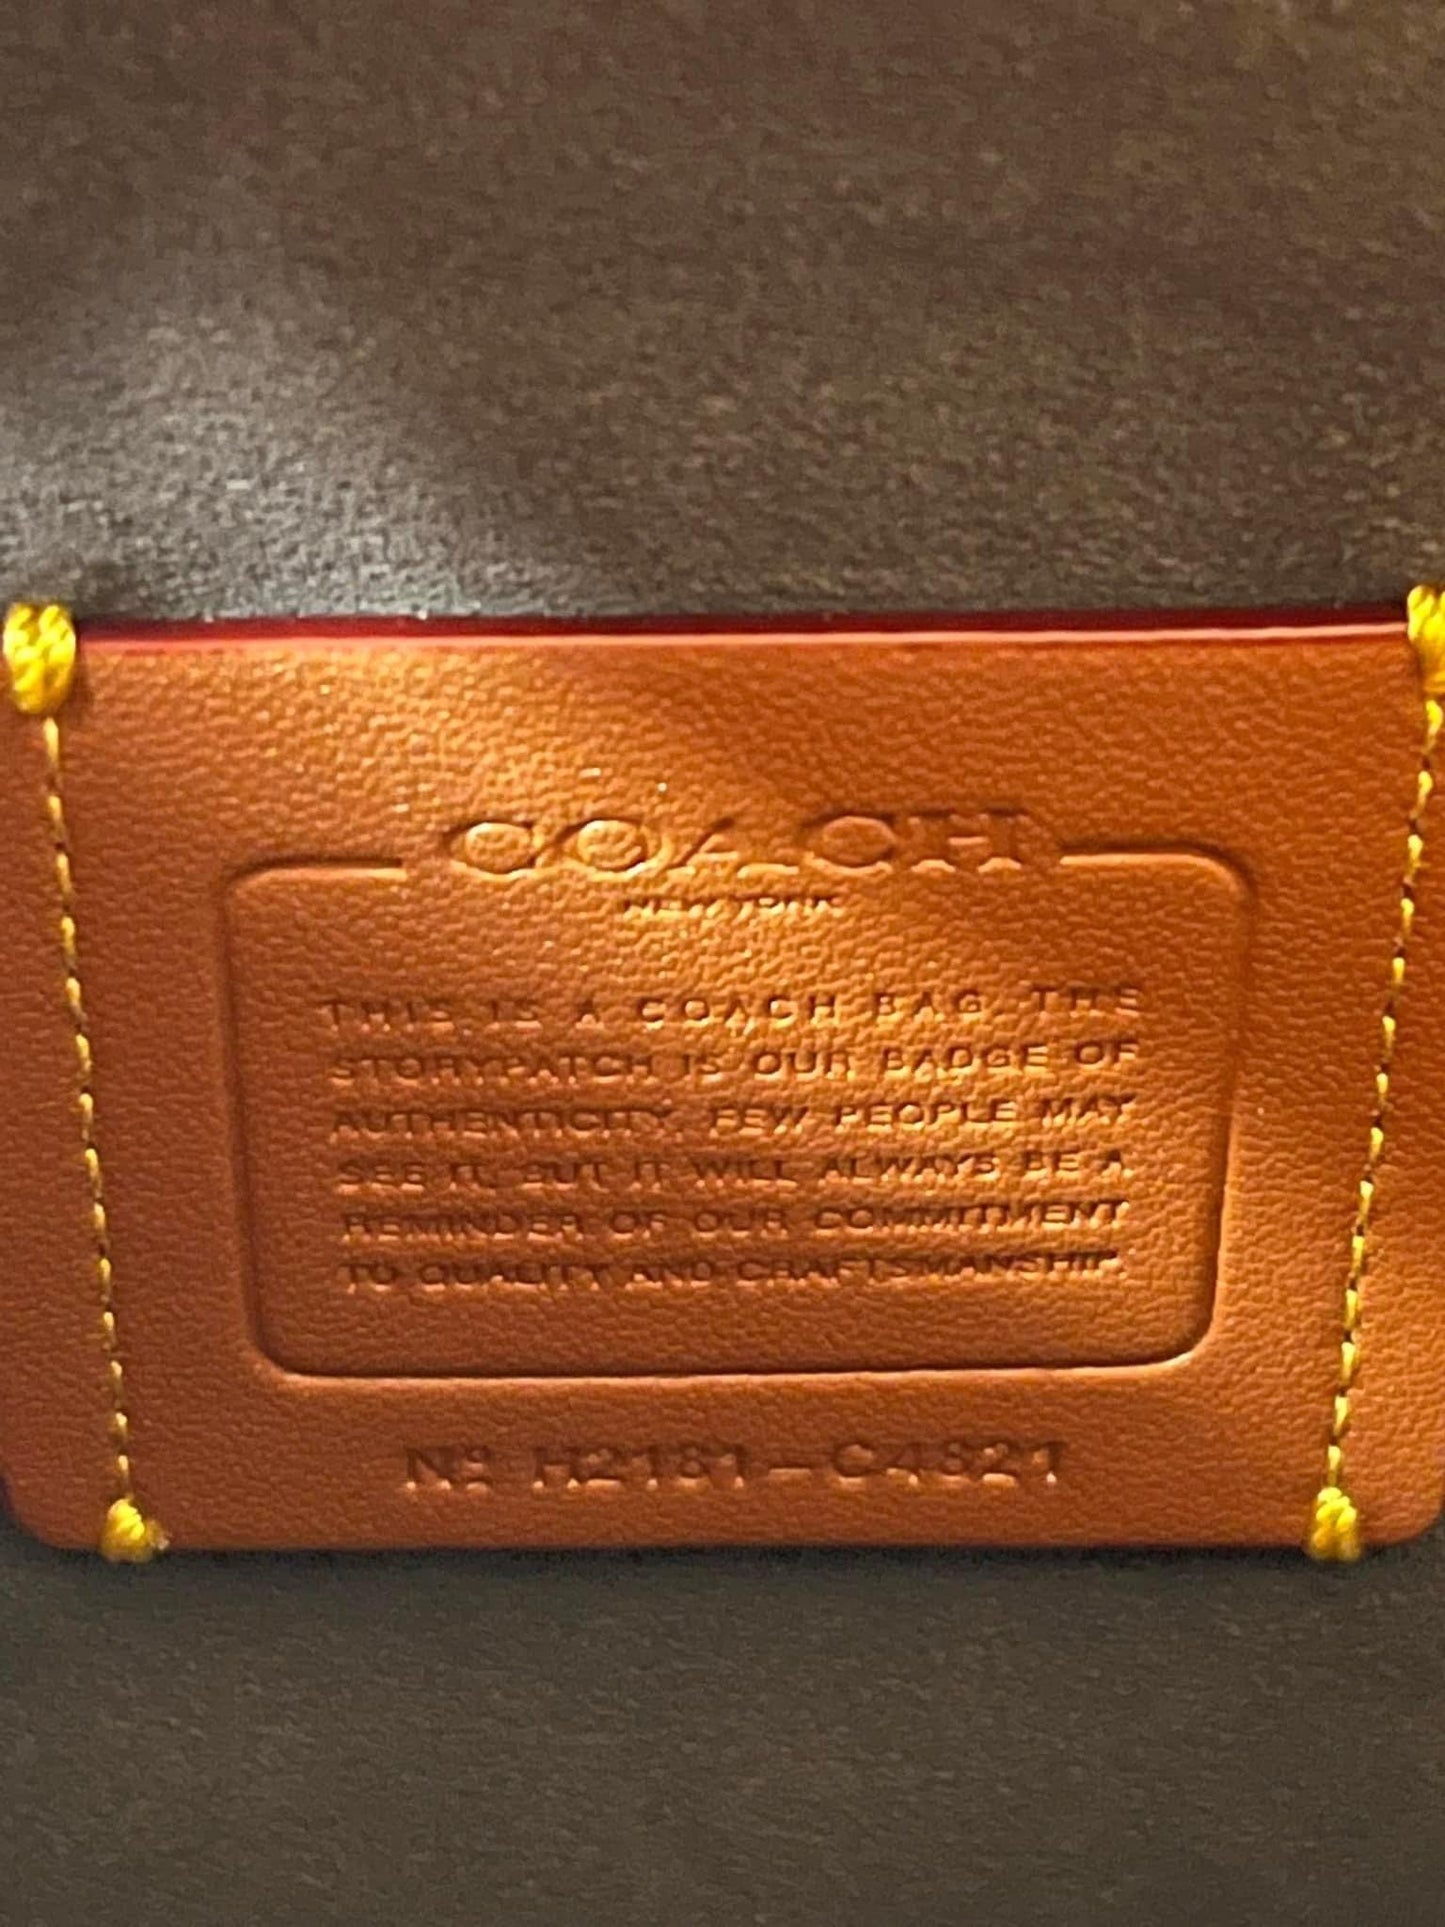 COACH
NEW YORK
THIS IS A COACH BAG. THE
STORYPATCH IS OUR BADGE OF
AUTHENTICITY. FEW PEOPLE MAY
SEE IT, BUT IT WILL ALWAYS BE A
REMINDER OF OUR COMMITMENT
TO QUALITY AND CRAFTSMANSHIP.
Nº H2181-C4821